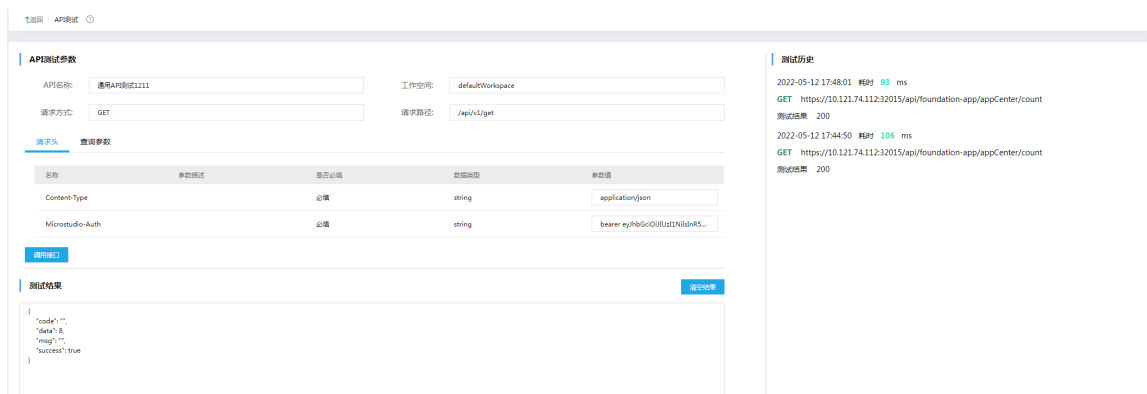 返回 API测试
API测试参数
API名称: 通用API测试1211 工作空间: defaultWorkspace
请求方式: GET 请求路径: /api/v1/get
请求头 查询参数
名称 参数描述 是否必填 数据类型 参数值
Content-Type 必填 string application/json
Microstudio-Auth 必填 string bearer eyJhbGciOiJIUzI1NiIsInR5...
调用接口
测试结果 清空结果
{
"code": "",
"data": 8,
"msg": "",
"success": true
}
测试历史
2022-05-12 17:48:01 耗时 93 ms
GET https://10.121.74.112:32015/api/foundation-app/appCenter/count
测试结果 200
2022-05-12 17:44:50 耗时 106 ms
GET https://10.121.74.112:32015/api/foundation-app/appCenter/count
测试结果 200